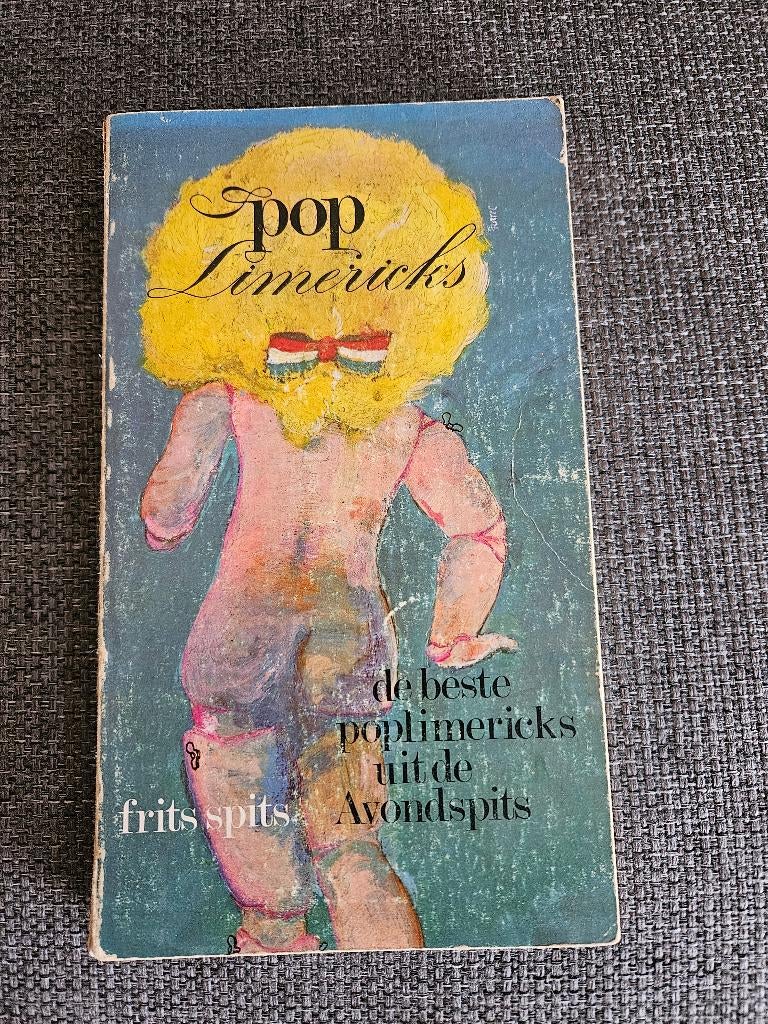 pop
Limericks
de beste
poplimericks
uit de
Avondspits
frits spits